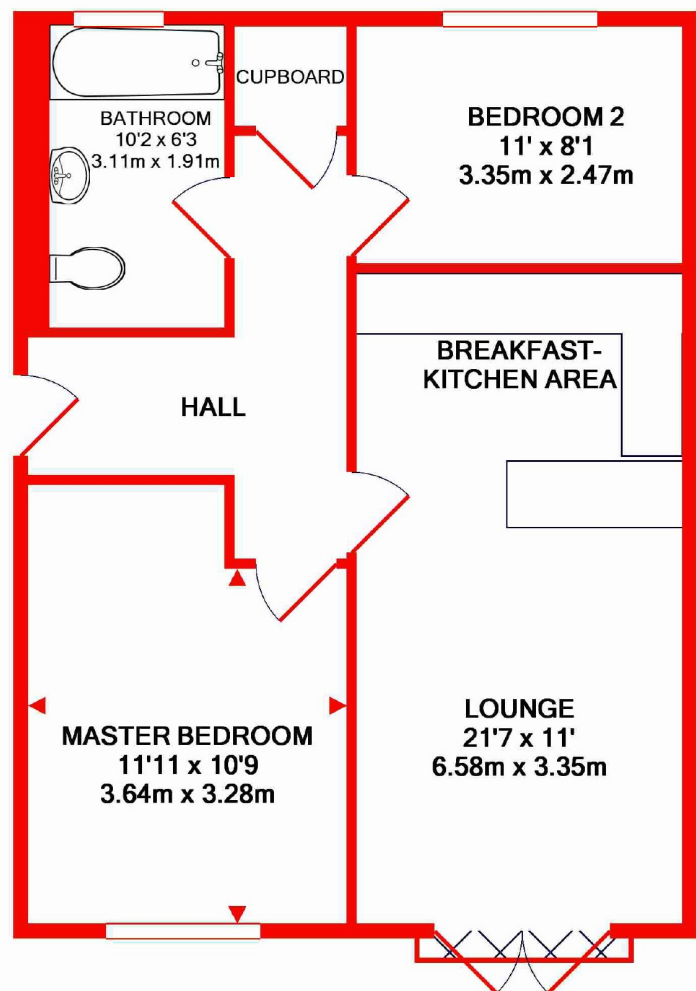 BATHROOM
10'2 x 6'3
3.11m x 1.91m
CUPBOARD
BEDROOM 2
11' x 8'1
3.35m x 2.47m
BREAKFAST-
KITCHEN AREA
HALL
MASTER BEDROOM
11'11 x 10'9
3.64m x 3.28m
LOUNGE
21'7 x 11'
6.58m x 3.35m